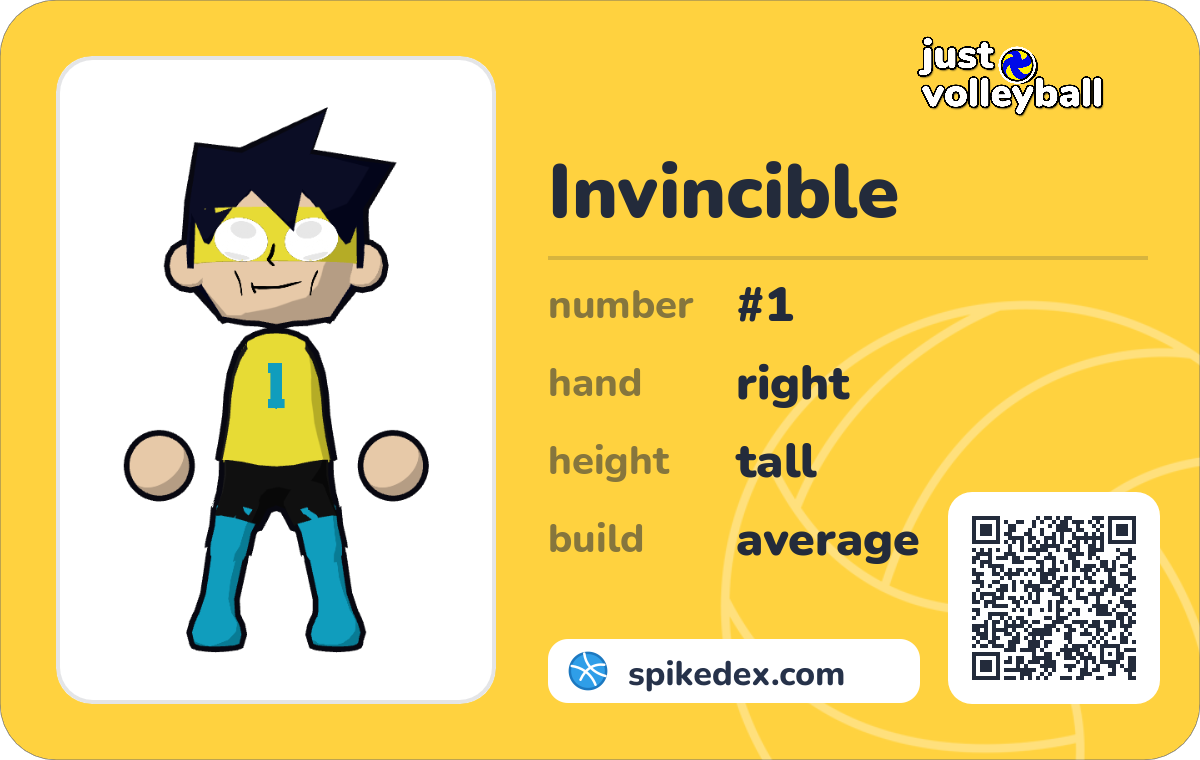 just
volleyball
Invincible
number #1
hand right
height tall
build average
1
spikedex.com